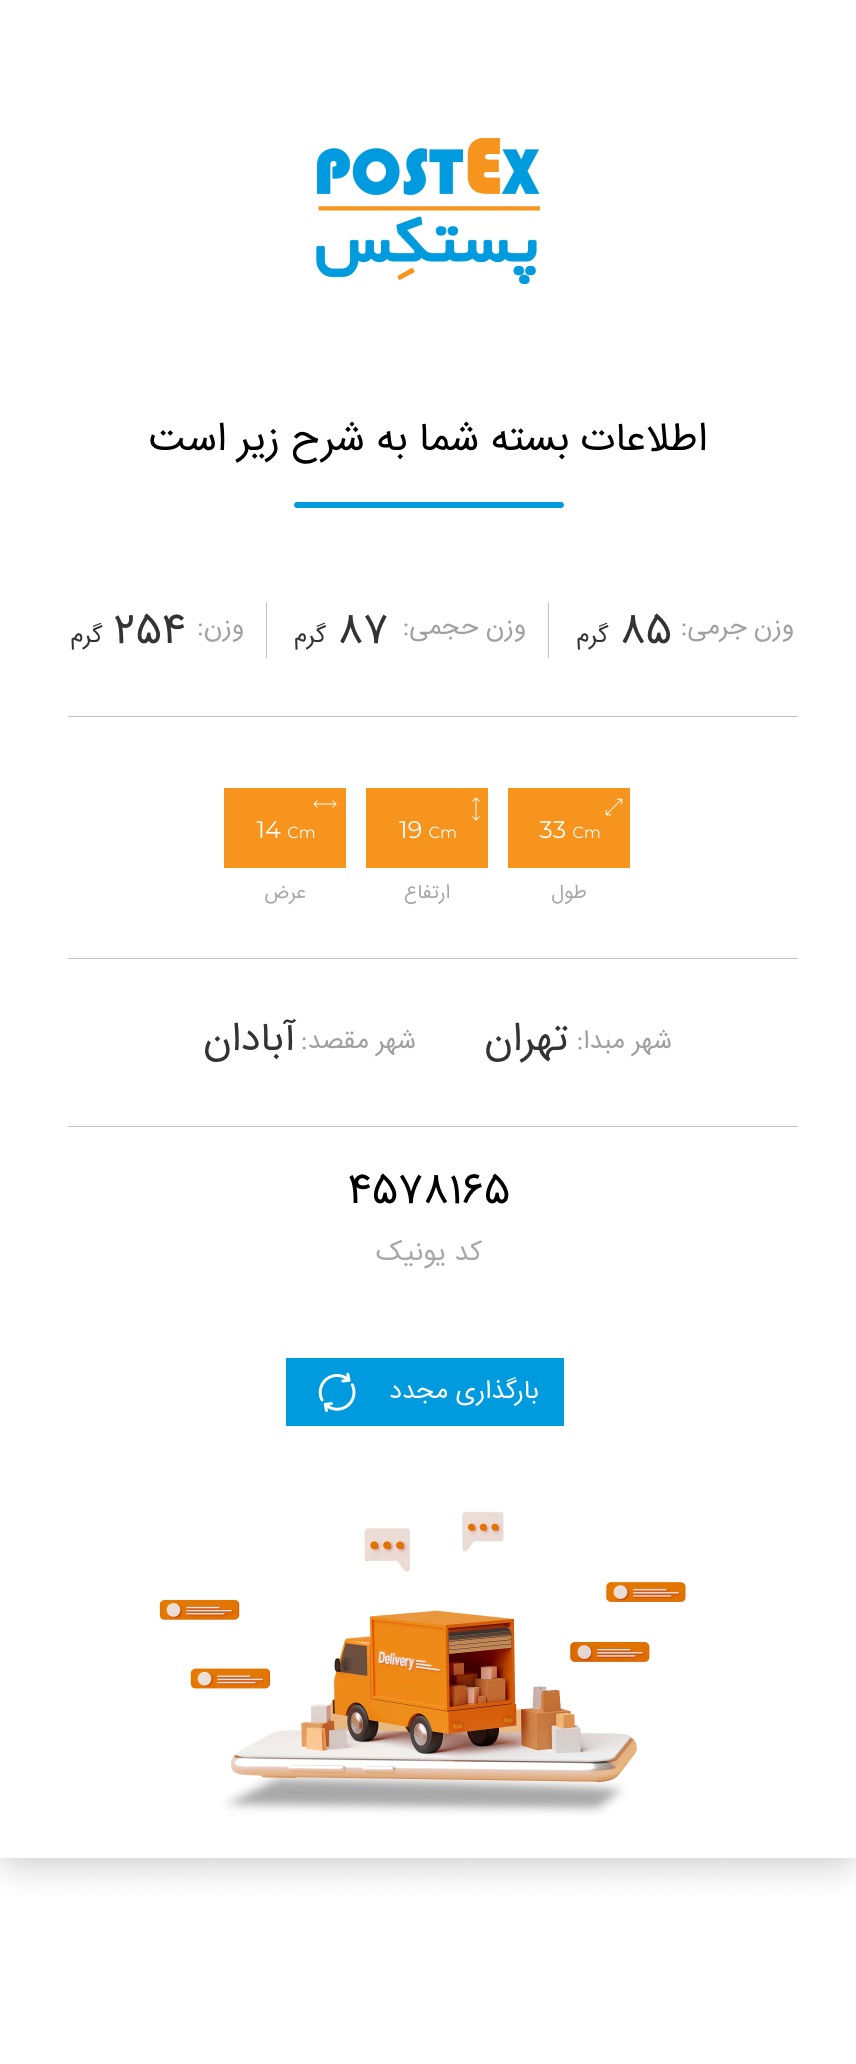 POSTEX
پستکِس
اطلاعات بسته شما به شرح زیر است
وزن جرمی: ۸۵ گرم
وزن حجمی: ۸۷ گرم
وزن: ۲۵۴ گرم
33 Cm
19 Cm
14 Cm
طول
ارتفاع
عرض
شهر مبدا: تهران
شهر مقصد: آبادان
۴۵۷۸۱۶۵
کد یونیک
بارگذاری مجدد
Delivery